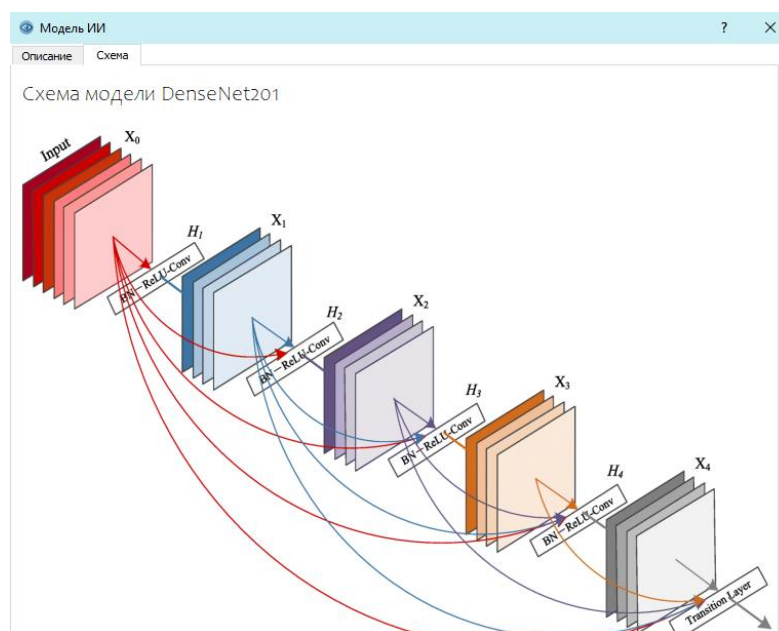 Модель ИИ
?
Описание Схема
Схема модели DenseNet201
Input
X0
H1
BN—ReLU-Conv
X1
H2
BN—ReLU-Conv
X2
H3
BN—ReLU-Conv
X3
H4
BN—ReLU-Conv
X4
Transition Layer